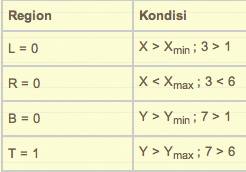 Region Kondisi
L = 0 X > Xmin ; 3 > 1
R = 0 X < Xmax ; 3 < 6
B = 0 Y > Ymin ; 7 > 1
T = 1 Y > Ymax ; 7 > 6